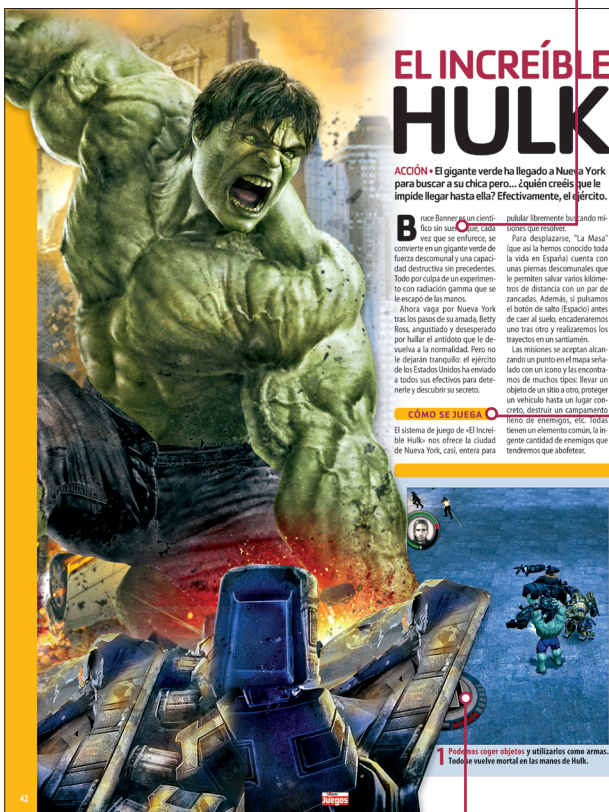 EL INCREÍBLE
HULK
ACCIÓN • El gigante verde ha llegado a Nueva York
para buscar a su chica pero... ¿quién creéis que le
impide llegar hasta ella? Efectivamente, el ejército.
Bruce Banner es un cientí-
fico sin suerte que, cada
vez que se enfurece, se
convierte en un gigante verde de
fuerza descomunal y una capaci-
dad destructiva sin precedentes.
Todo por culpa de un experimen-
to con radiación gamma que se
le escapó de las manos.
Ahora vaga por Nueva York
tras los pasos de su amada, Betty
Ross, angustiado y desesperado
por hallar el antídoto que le de-
vuelva a la normalidad. Pero no
le dejarán tranquilo: el ejército
de los Estados Unidos ha enviado
a todos sus efectivos para dete-
nerle y descubrir su secreto.
CÓMO SE JUEGA
El sistema de juego de «El Increí-
ble Hulk» nos ofrece la ciudad
de Nueva York, casi, entera para
pulular libremente buscando mi-
siones que resolver.
Para desplazarse, "La Masa"
(que así la hemos conocido toda
la vida en España) cuenta con
unas piernas descomunales que
le permiten salvar varios kilóme-
tros de distancia con un par de
zancadas. Además, si pulsamos
el botón de salto (Espacio) antes
de caer al suelo, encadenaremos
uno tras otro y realizaremos los
trayectos en un santiamén.
Las misiones se aceptan alcan-
zando un punto en el mapa seña-
lado con un icono y las encontra-
mos de muchos tipos: llevar un
objeto de un sitio a otro, proteger
un vehículo hasta un lugar con-
creto, destruir un campamento
lleno de enemigos, etc. Todas
tienen un elemento común, la in-
gente cantidad de enemigos que
tendremos que abofetear.
1 Podemos coger objetos y utilizarlos como armas.
Todo se vuelve mortal en las manos de Hulk.
42
Juegos